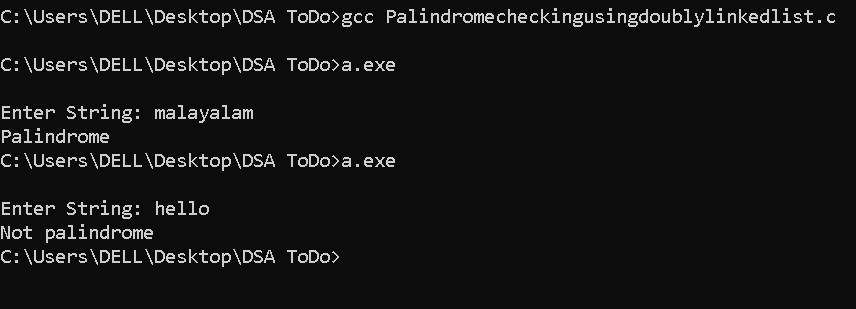 C:\Users\DELL\Desktop\DSA ToDo>gcc Palindromecheckingusingdoublylinkedlist.c
C:\Users\DELL\Desktop\DSA ToDo>a.exe
Enter String: malayalam
Palindrome
C:\Users\DELL\Desktop\DSA ToDo>a.exe
Enter String: hello
Not palindrome
C:\Users\DELL\Desktop\DSA ToDo>